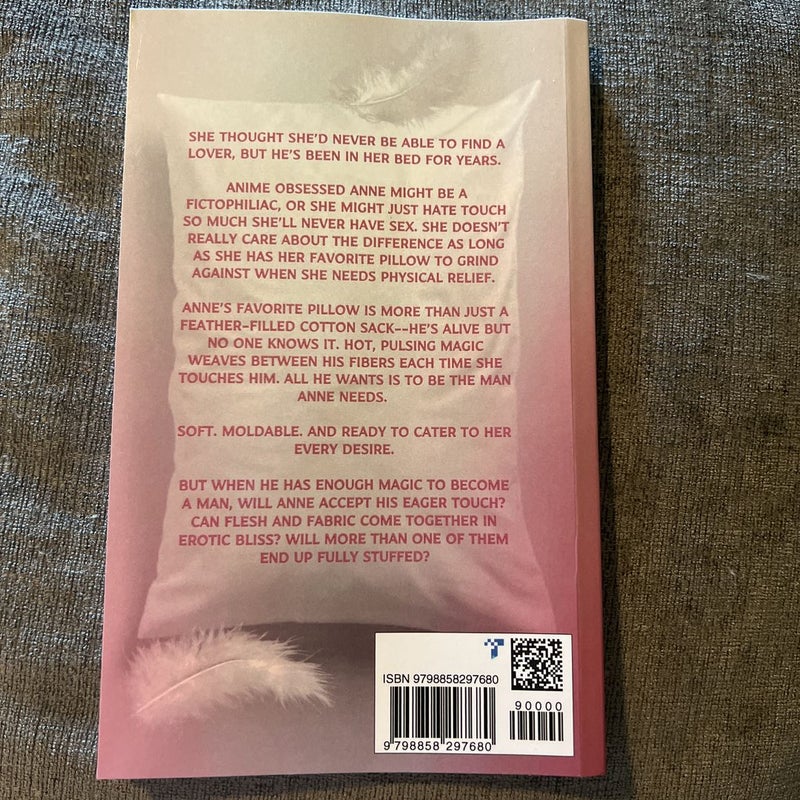 SHE THOUGHT SHE'D NEVER BE ABLE TO FIND A
LOVER, BUT HE'S BEEN IN HER BED FOR YEARS.
ANIME OBSESSED ANNE MIGHT BE A
FICTOPHILIAC, OR SHE MIGHT JUST HATE TOUCH
SO MUCH SHE'LL NEVER HAVE SEX. SHE DOESN'T
REALLY CARE ABOUT THE DIFFERENCE AS LONG
AS SHE HAS HER FAVORITE PILLOW TO GRIND
AGAINST WHEN SHE NEEDS PHYSICAL RELIEF.
ANNE'S FAVORITE PILLOW IS MORE THAN JUST A
FEATHER-FILLED COTTON SACK--HE'S ALIVE BUT
NO ONE KNOWS IT. HOT, PULSING MAGIC
WEAVES BETWEEN HIS FIBERS EACH TIME SHE
TOUCHES HIM. ALL HE WANTS IS TO BE THE MAN
ANNE NEEDS.
SOFT. MOLDABLE. AND READY TO CATER TO HER
EVERY DESIRE.
BUT WHEN HE HAS ENOUGH MAGIC TO BECOME
A MAN, WILL ANNE ACCEPT HIS EAGER TOUCH?
CAN FLESH AND FABRIC COME TOGETHER IN
EROTIC BLISS? WILL MORE THAN ONE OF THEM
END UP FULLY STUFFED?
ISBN 9798858297680
90000
9 798858 297680